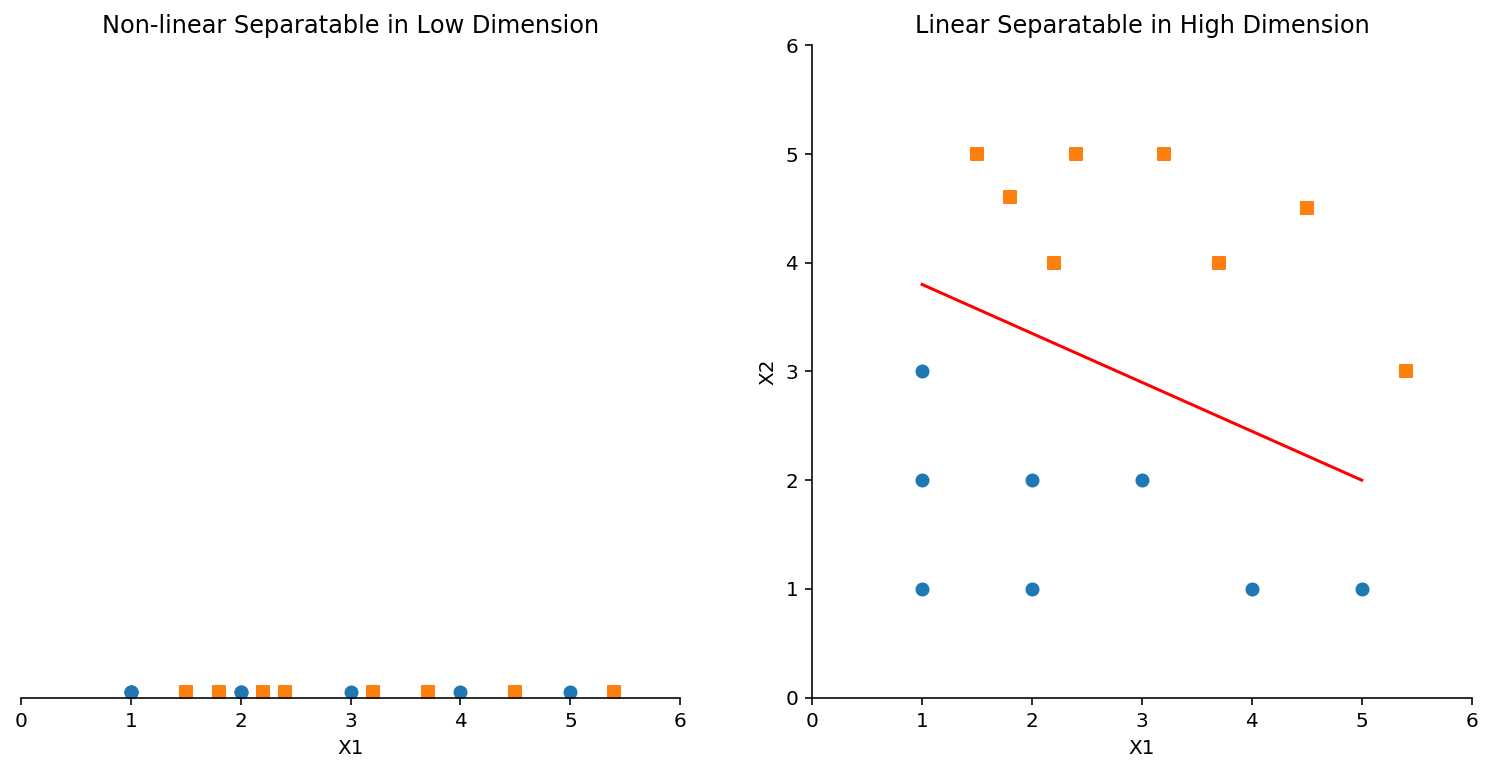 Non-linear Separatable in Low Dimension
0 1 2 3 4 5 6
X1
Linear Separatable in High Dimension
6
5
4
3
2
1
0
X2
0 1 2 3 4 5 6
X1